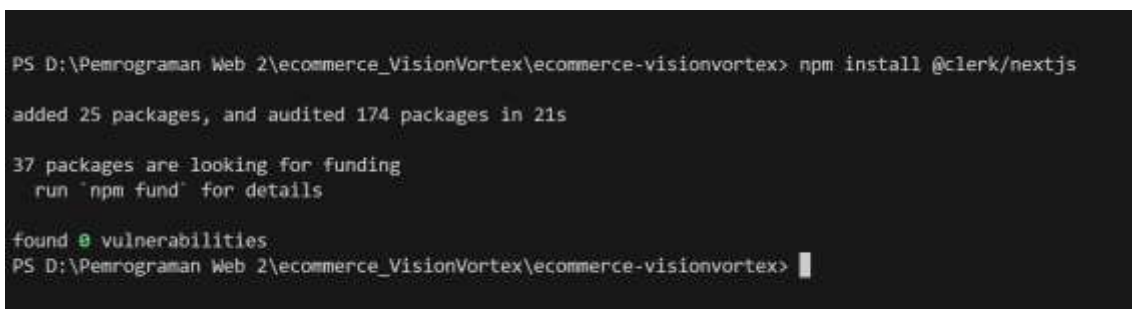 PS D:\Pemrograman Web 2\ecommerce_VisionVortex\ecommerce-visionvortex> npm install @clerk/nextjs
added 25 packages, and audited 174 packages in 21s
37 packages are looking for funding
run `npm fund` for details
found 0 vulnerabilities
PS D:\Pemrograman Web 2\ecommerce_VisionVortex\ecommerce-visionvortex>